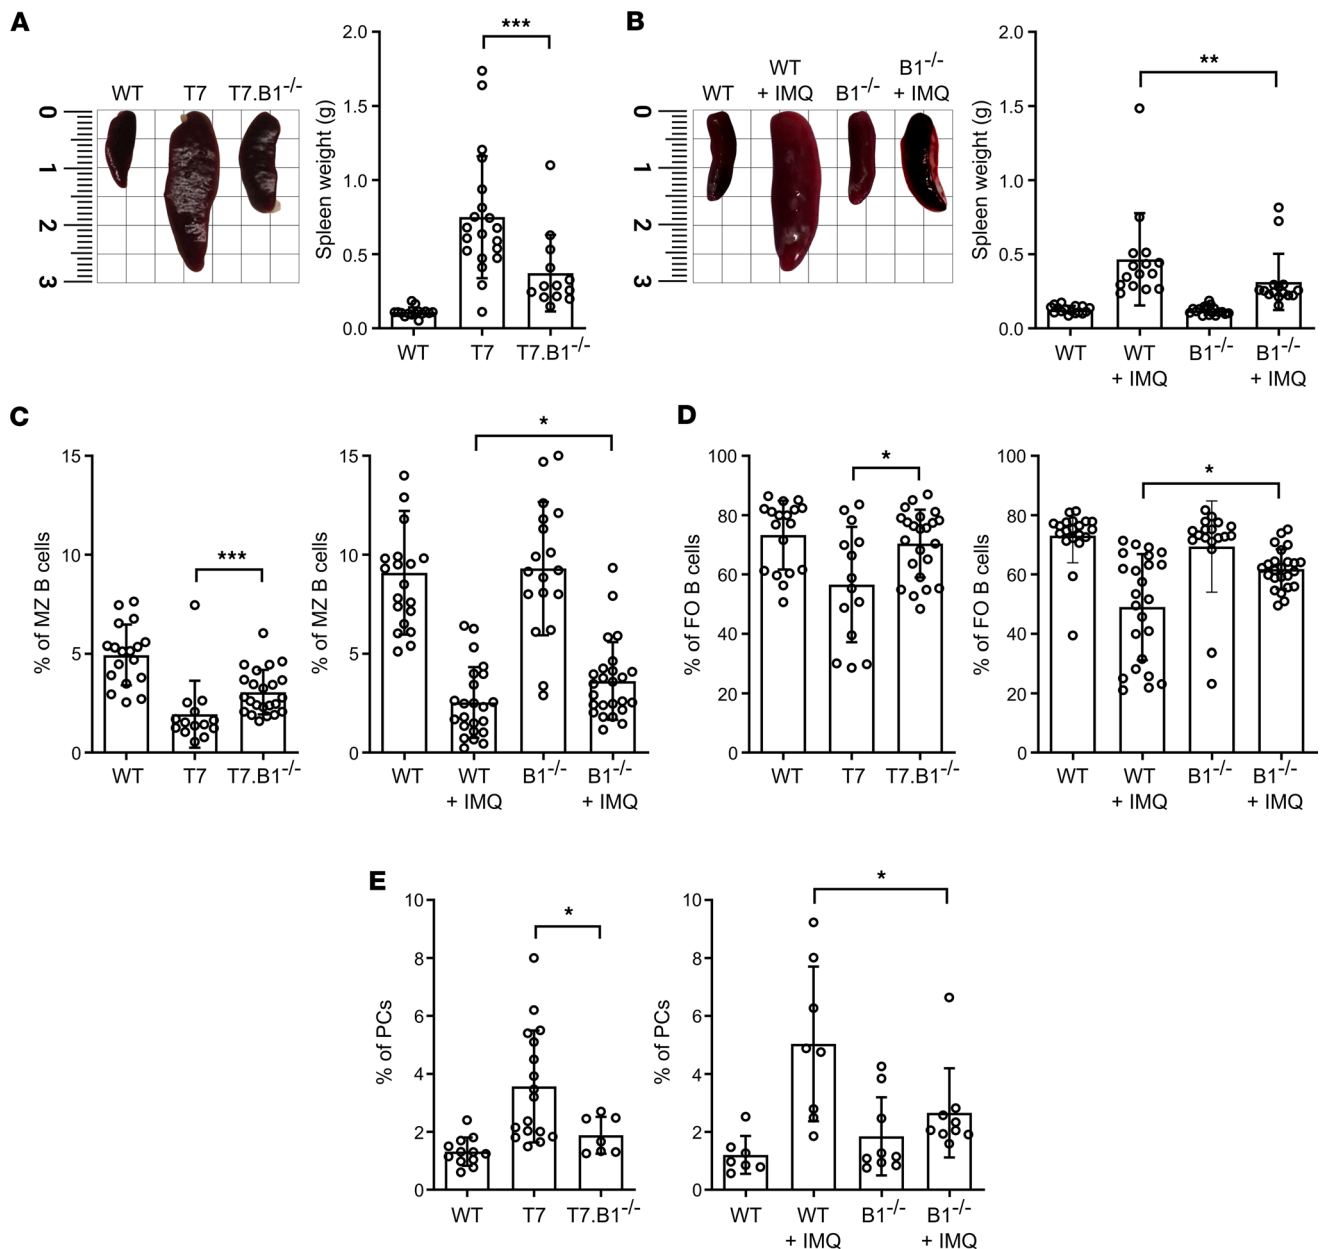 A
WT T7 T7.B1-/-
0
1
2
3
Spleen weight (g)
2.0
1.5
1.0
0.5
0.0
***
WT T7 T7.B1-/-
B
WT
WT
+ IMQ
B1-/-
B1-/-
+ IMQ
0
1
2
3
Spleen weight (g)
2.0
1.5
1.0
0.5
0.0
**
WT
WT
+ IMQ
B1-/-
B1-/-
+ IMQ
C
% of MZ B cells
15
10
5
0
***
WT T7 T7.B1-/-
% of MZ B cells
15
10
5
0
*
WT
WT
+ IMQ
B1-/-
B1-/-
+ IMQ
D
% of FO B cells
100
80
60
40
20
0
*
WT T7 T7.B1-/-
% of FO B cells
100
80
60
40
20
0
*
WT
WT
+ IMQ
B1-/-
B1-/-
+ IMQ
E
% of PCs
10
8
6
4
2
0
*
WT T7 T7.B1-/-
% of PCs
10
8
6
4
2
0
*
WT
WT
+ IMQ
B1-/-
B1-/-
+ IMQ